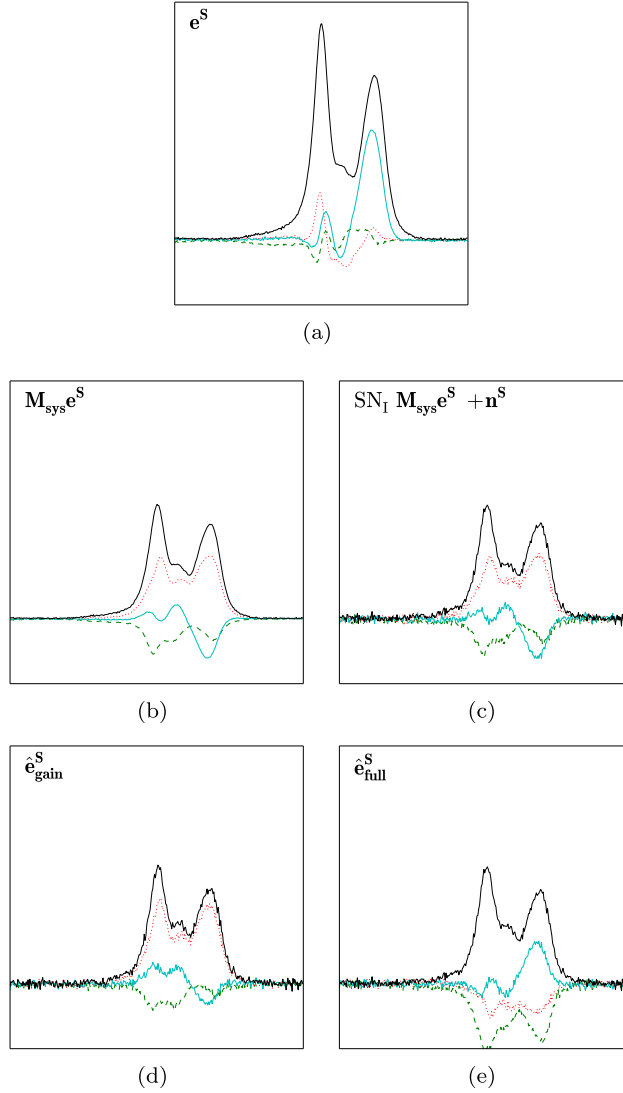 e^S
(a)
M_sys e^S
SN_I M_sys e^S + n^S
(b)
(c)
ê^S_gain
ê^S_full
(d)
(e)